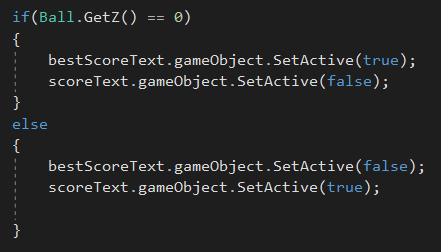 if(Ball.GetZ() == 0)
{
    bestScoreText.gameObject.SetActive(true);
    scoreText.gameObject.SetActive(false);
}
else
{
    bestScoreText.gameObject.SetActive(false);
    scoreText.gameObject.SetActive(true);
}